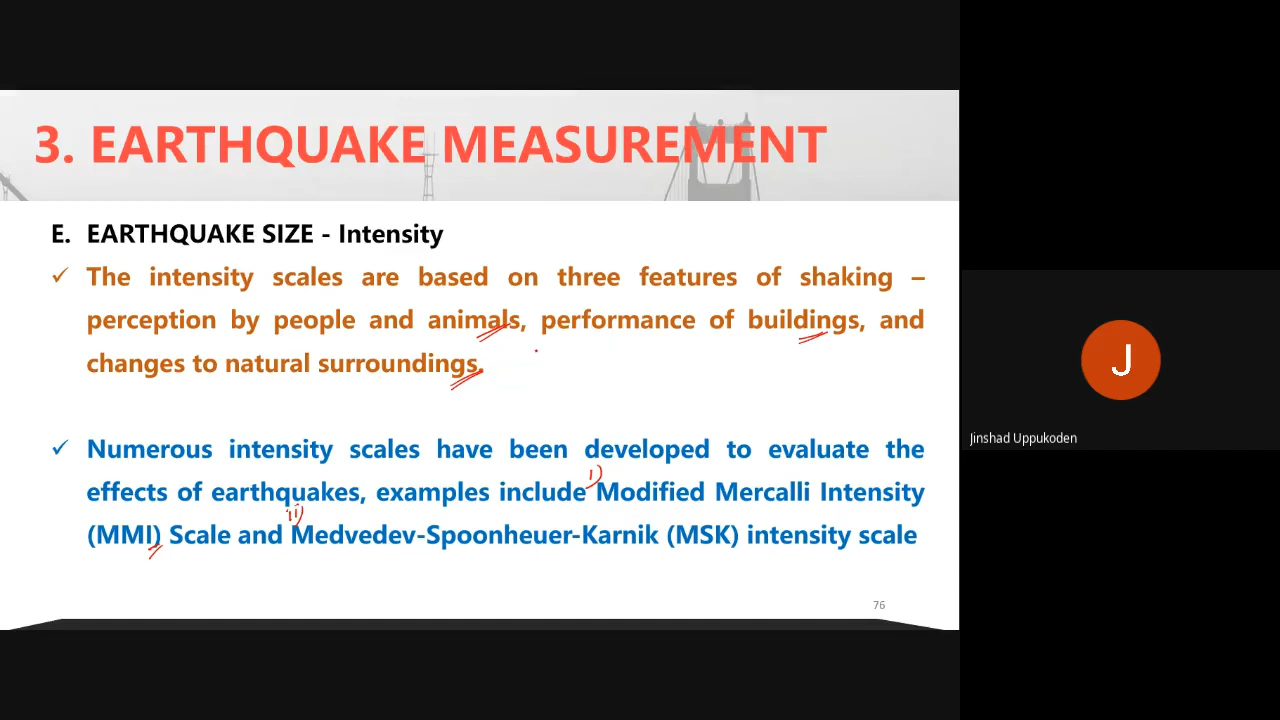 3. EARTHQUAKE MEASUREMENT
E. EARTHQUAKE SIZE - Intensity
✓ The intensity scales are based on three features of shaking –
perception by people and animals, performance of buildings, and
changes to natural surroundings.
✓ Numerous intensity scales have been developed to evaluate the
i)
effects of earthquakes, examples include Modified Mercalli Intensity
ii)
(MMI) Scale and Medvedev-Spoonheuer-Karnik (MSK) intensity scale
76
J
Jinshad Uppukoden